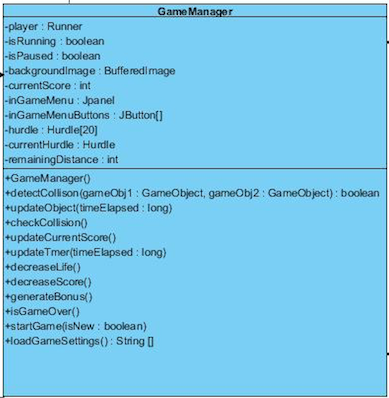 GameManager
-player : Runner
-isRunning : boolean
-isPaused : boolean
-backgroundImage : BufferedImage
-currentScore : int
-inGameMenu : Jpanel
-inGameMenuButtons : JButton[]
-hurdle : Hurdle[20]
-currentHurdle : Hurdle
-remainingDistance : int
+GameManager()
+detectCollison(gameObj1 : GameObject, gameObj2 : GameObject) : boolean
+updateObject(timeElapsed : long)
+checkCollision()
+updateCurrentScore()
+updateTmer(timeElapsed : long)
+decreaseLife()
+decreaseScore()
+generateBonus()
+isGameOver()
+startGame(isNew : boolean)
+loadGameSettings() : String []